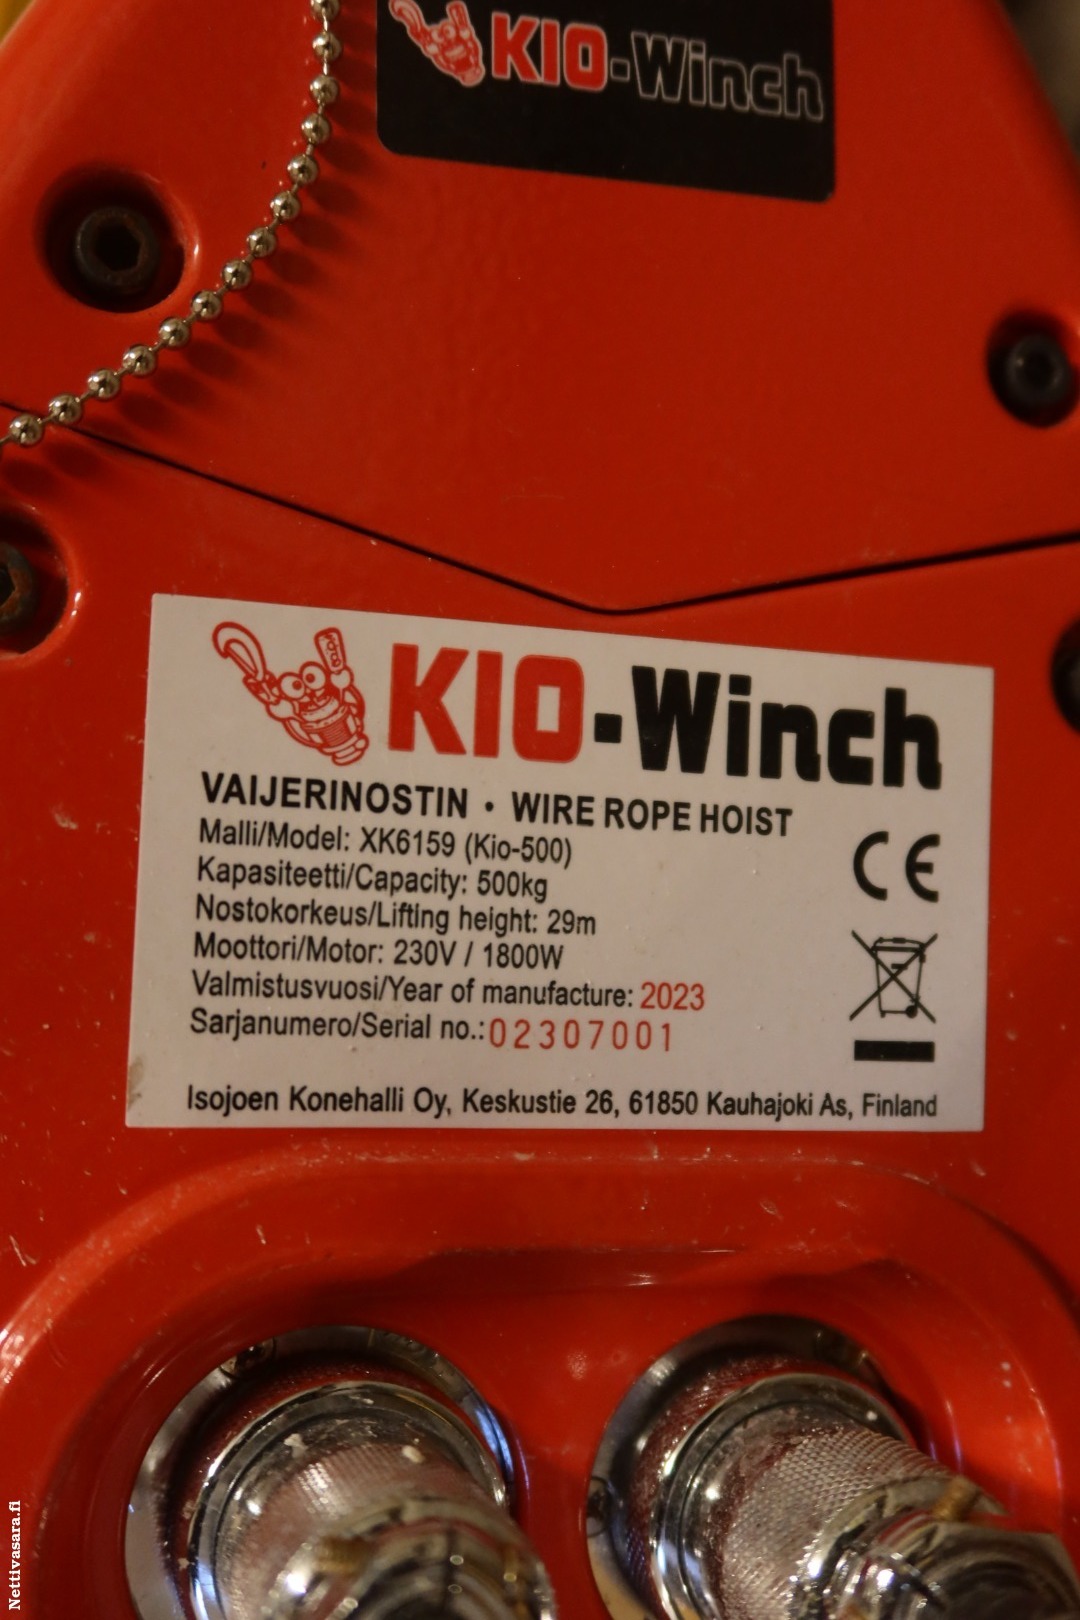 KIO-Winch
KIO-Winch
VAIJERINOSTIN • WIRE ROPE HOIST
Malli/Model: XK6159 (Kio-500)
Kapasiteetti/Capacity: 500kg
Nostokorkeus/Lifting height: 29m
Moottori/Motor: 230V / 1800W
Valmistusvuosi/Year of manufacture: 2023
Sarjanumero/Serial no.: 02307001
CE
Isojoen Konehalli Oy, Keskustie 26, 61850 Kauhajoki As, Finland
Nettivasara.fi